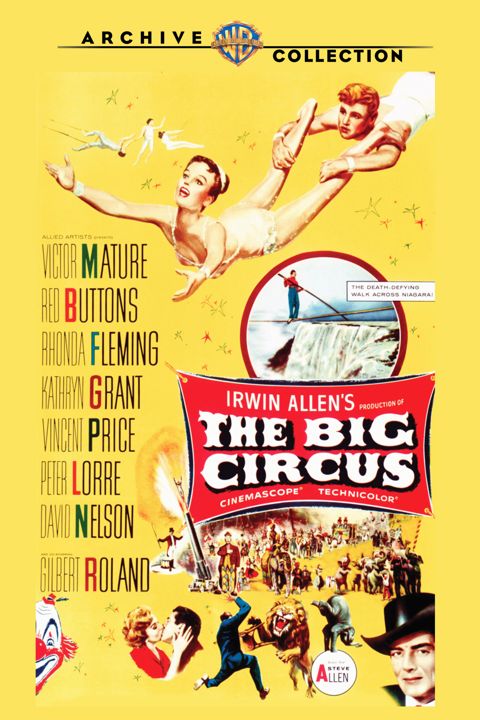 ARCHIVE WB COLLECTION
ALLIED ARTISTS presents
VICTOR MATURE
RED BUTTONS
RHONDA FLEMING
KATHRYN GRANT
VINCENT PRICE
PETER LORRE
DAVID NELSON
GILBERT ROLAND
THE DEATH-DEFYING
WALK ACROSS NIAGARA!
IRWIN ALLEN'S PRODUCTION OF
THE BIG
CIRCUS
CINEMASCOPE TECHNICOLOR
STEVE
ALLEN